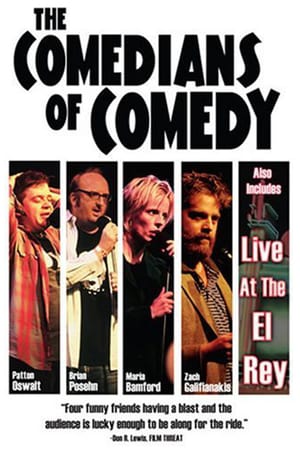 THE
COMEDIANS
OF COMEDY
Also
Includes
Live
At The
El
Rey
Patton
Oswalt
Brian
Posehn
Maria
Bamford
Zach
Galifianakis
"Four funny friends having a blast and the
audience is lucky enough to be along for the ride."
-Don R. Lewis, FILM THREAT